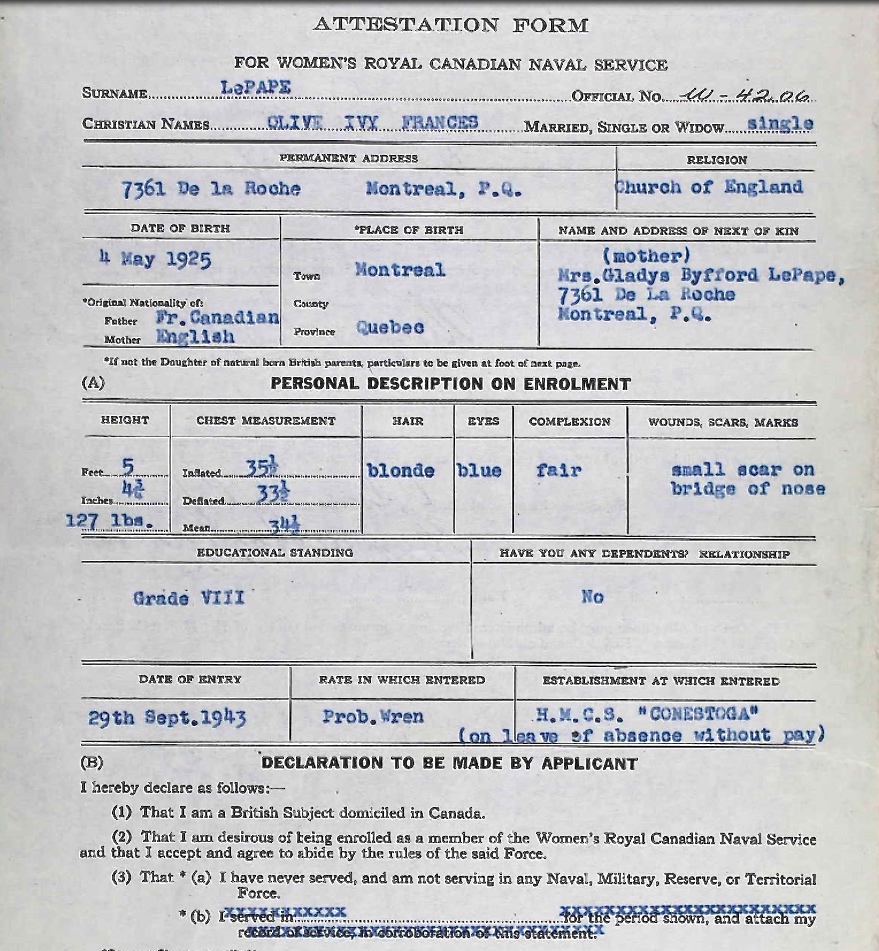 ATTESTATION FORM
FOR WOMEN'S ROYAL CANADIAN NAVAL SERVICE
SURNAME LePAPE OFFICIAL NO. W-4206
CHRISTIAN NAMES OLIVE IVY FRANCES MARRIED, SINGLE OR WIDOW single
PERMANENT ADDRESS RELIGION
7361 De la Roche Montreal, P.Q. Church of England
DATE OF BIRTH *PLACE OF BIRTH NAME AND ADDRESS OF NEXT OF KIN
4 May 1925 Town Montreal (mother)
Mrs.Gladys Byfford LePape,
7361 De La Roche
Montreal, P.Q.
*Original Nationality of: County
Father Fr.Canadian
Mother English Province Quebec
*If not the Daughter of natural born British parents, particulars to be given at foot of next page.
(A) PERSONAL DESCRIPTION ON ENROLMENT
HEIGHT CHEST MEASUREMENT HAIR EYES COMPLEXION WOUNDS, SCARS, MARKS
Feet 5 Inflated 35½ blonde blue fair small scar on
Inches 4¾ Deflated 33½ bridge of nose
127 lbs. Mean 34½
EDUCATIONAL STANDING HAVE YOU ANY DEPENDENTS? RELATIONSHIP
Grade VIII No
DATE OF ENTRY RATE IN WHICH ENTERED ESTABLISHMENT AT WHICH ENTERED
29th Sept.1943 Prob.Wren H.M.C.S. "CONESTOGA"
(on leave of absence without pay)
(B) DECLARATION TO BE MADE BY APPLICANT
I hereby declare as follows:—
(1) That I am a British Subject domiciled in Canada.
(2) That I am desirous of being enrolled as a member of the Women's Royal Canadian Naval Service
and that I accept and agree to abide by the rules of the said Force.
(3) That * (a) I have never served, and am not serving in any Naval, Military, Reserve, or Territorial
Force.
* (b) I served in for the period shown, and attach my
record of service, in corroboration of this statement.